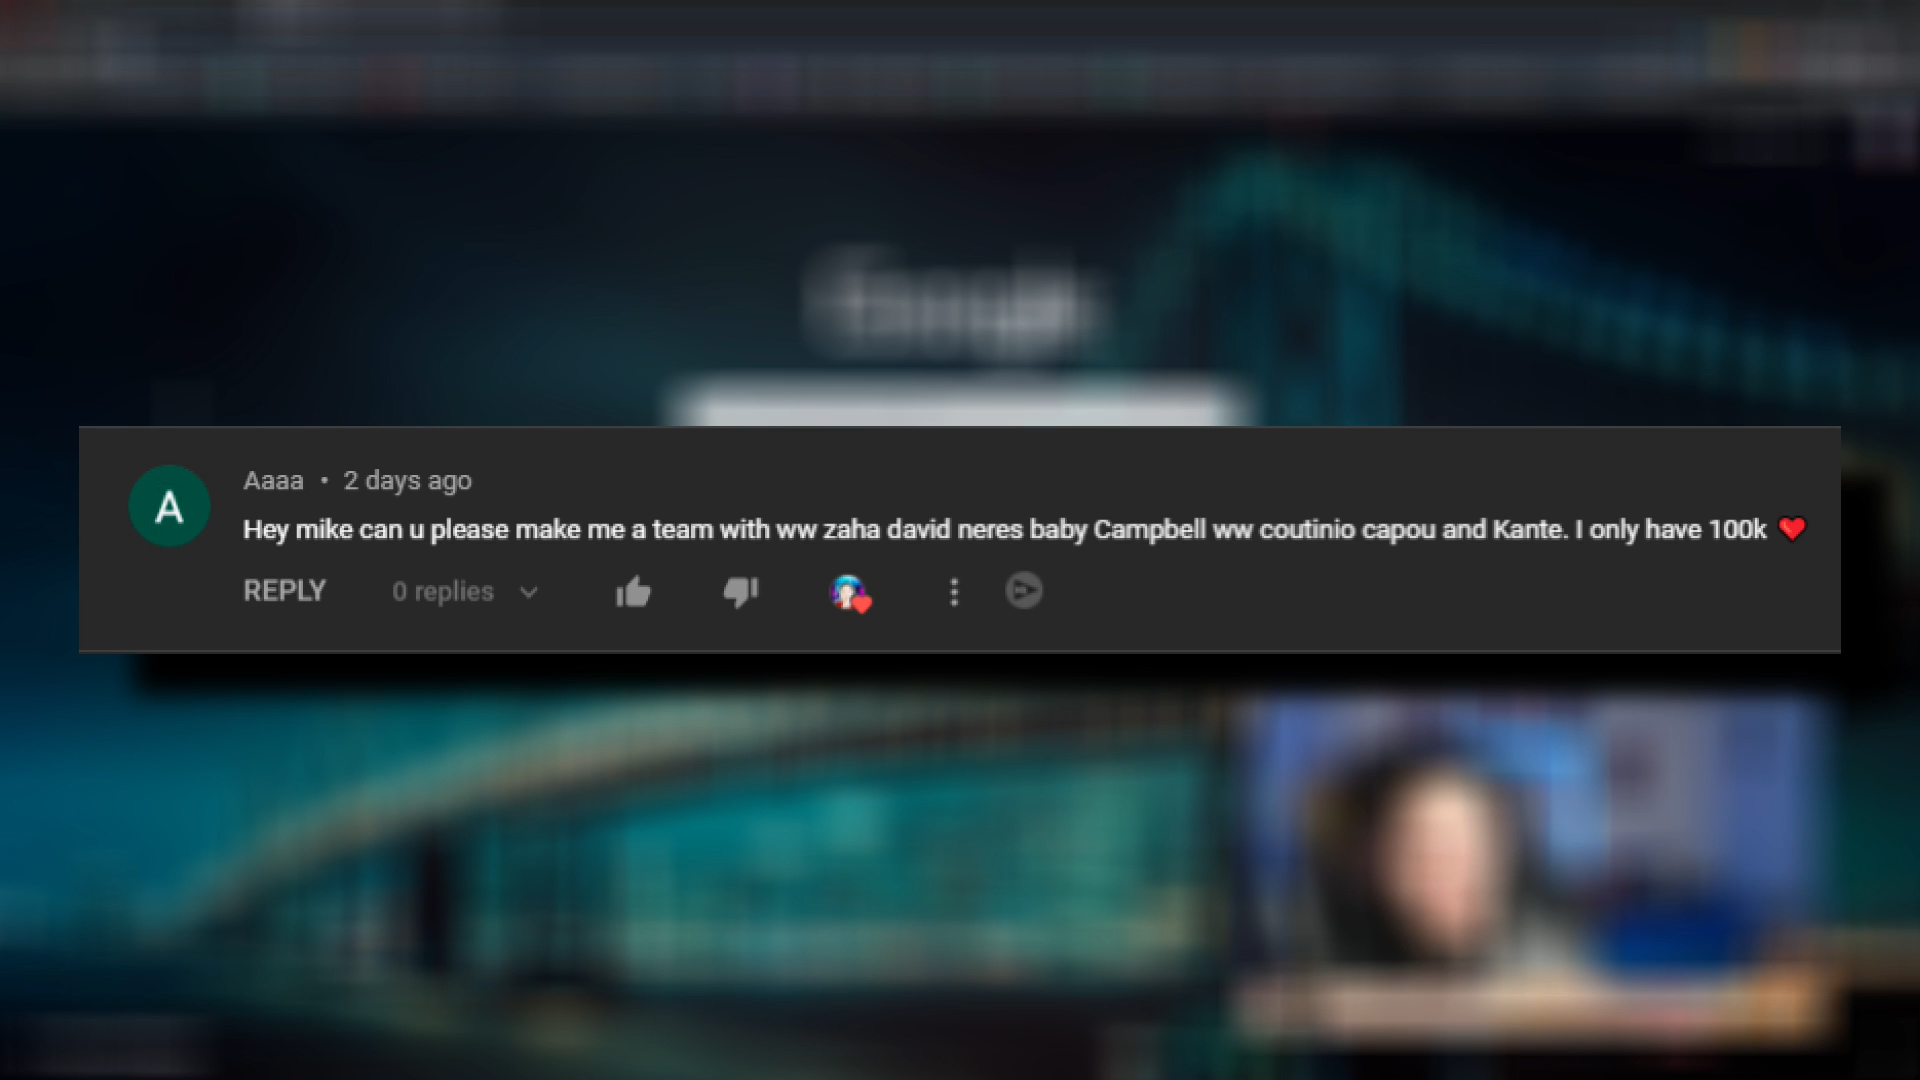 Aaaa • 2 days ago
A
Hey mike can u please make me a team with ww zaha david neres baby Campbell ww coutinio capou and Kante. I only have 100k ❤️
REPLY 0 replies